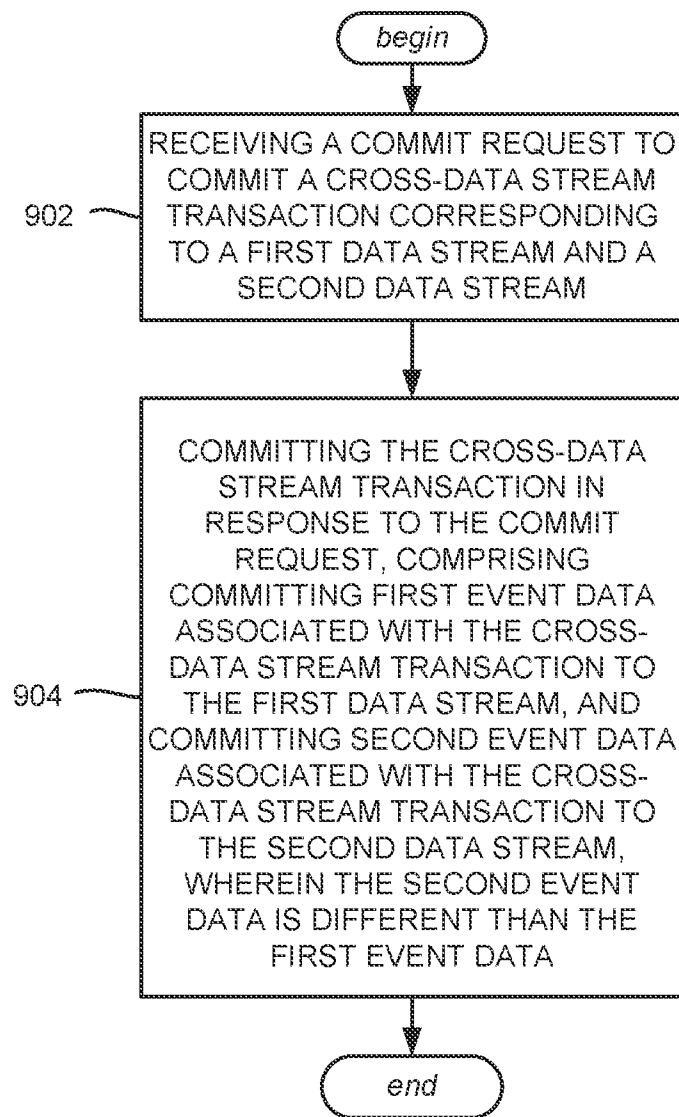 begin
RECEIVING A COMMIT REQUEST TO
COMMIT A CROSS-DATA STREAM
TRANSACTION CORRESPONDING
TO A FIRST DATA STREAM AND A
SECOND DATA STREAM
902
COMMITTING THE CROSS-DATA
STREAM TRANSACTION IN
RESPONSE TO THE COMMIT
REQUEST, COMPRISING
COMMITTING FIRST EVENT DATA
ASSOCIATED WITH THE CROSS-
DATA STREAM TRANSACTION TO
THE FIRST DATA STREAM, AND
COMMITTING SECOND EVENT DATA
ASSOCIATED WITH THE CROSS-
DATA STREAM TRANSACTION TO
THE SECOND DATA STREAM,
WHEREIN THE SECOND EVENT
DATA IS DIFFERENT THAN THE
FIRST EVENT DATA
904
end